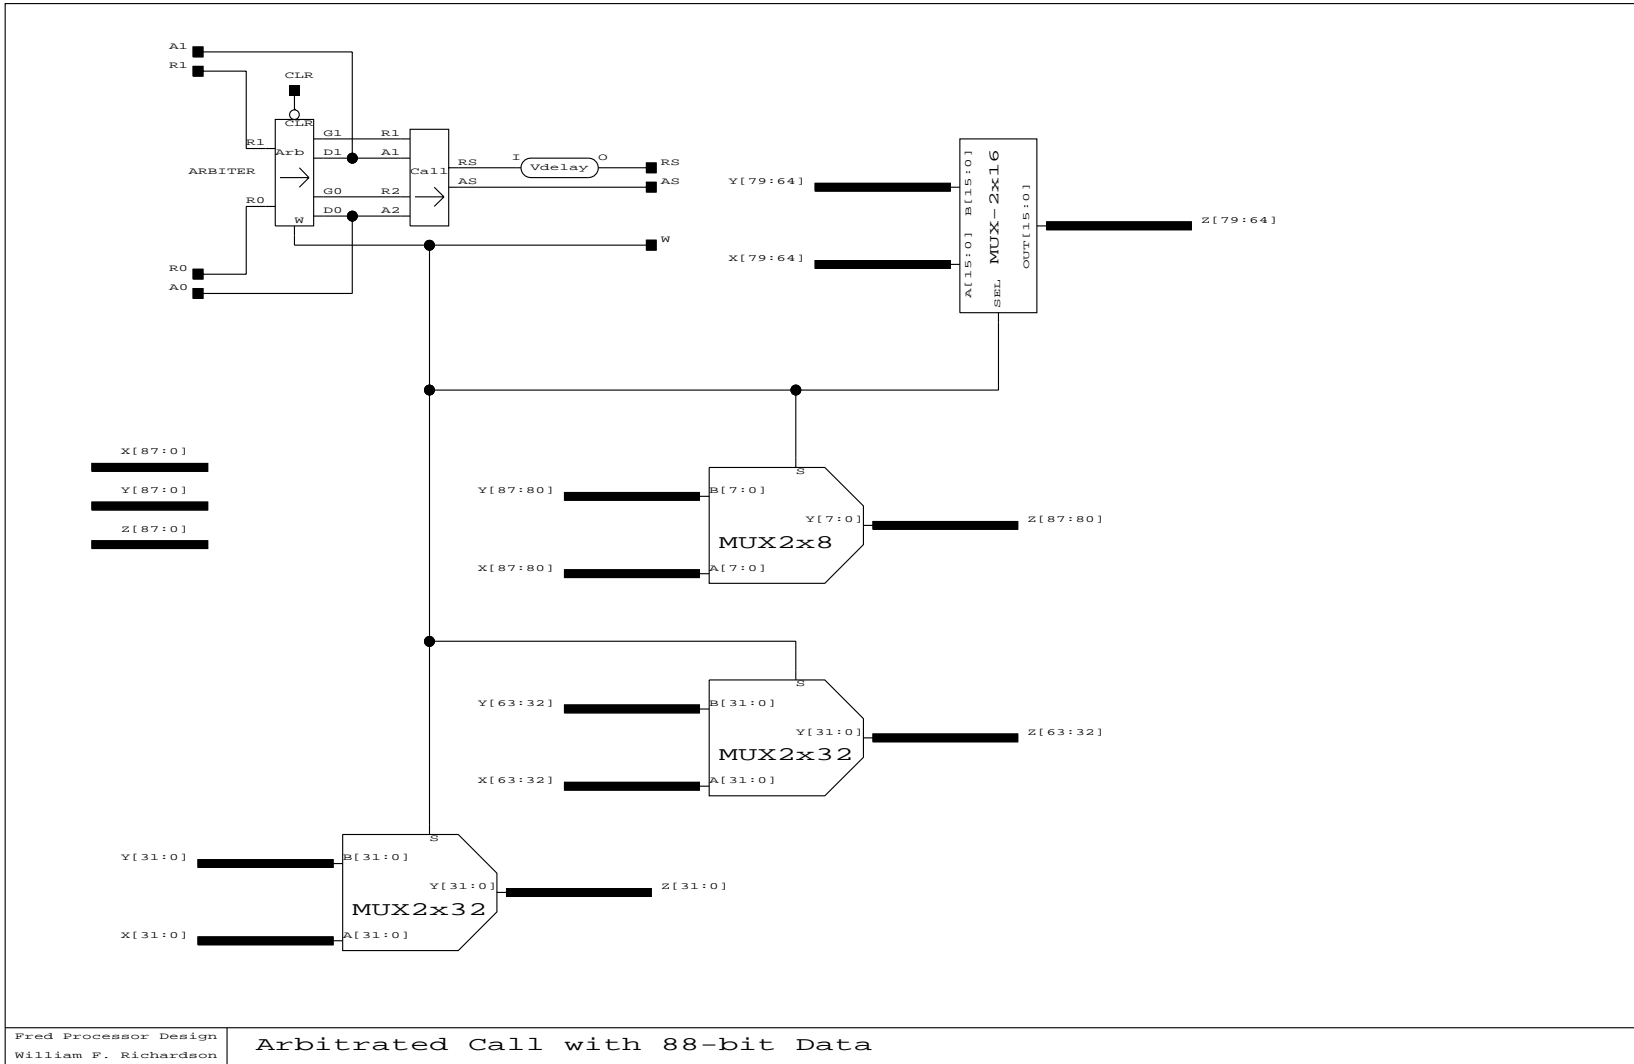 A1
R1
CLR
CLR
R1
Arb
G1
R1
D1
A1
Call
ARBITER
G0
R2
R0
D0
A2
W
RS
I
Vdelay
O
RS
AS
AS
W
R0
A0
Y[79:64]
X[79:64]
A[15:0]
B[15:0]
SEL
MUX-2x16
OUT[15:0]
Z[79:64]
X[87:0]
Y[87:0]
Z[87:0]
S
Y[87:80]
B[7:0]
Y[7:0]
Z[87:80]
MUX2x8
X[87:80]
A[7:0]
S
Y[63:32]
B[31:0]
Y[31:0]
Z[63:32]
MUX2x32
X[63:32]
A[31:0]
S
Y[31:0]
B[31:0]
Y[31:0]
Z[31:0]
MUX2x32
X[31:0]
A[31:0]
Fred Processor Design
William F. Richardson
Arbitrated Call with 88-bit Data